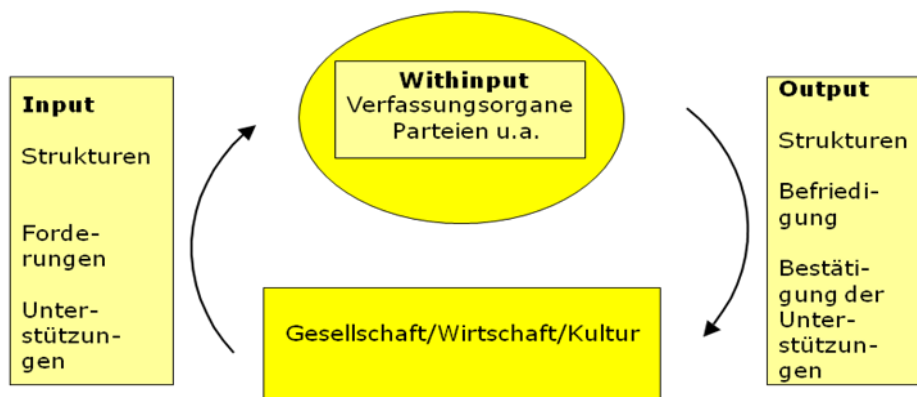 Input
Strukturen
Forde-
rungen
Unter-
stützun-
gen
Withinput
Verfassungsorgane
Parteien u.a.
Gesellschaft/Wirtschaft/Kultur
Output
Strukturen
Befriedi-
gung
Bestäti-
gung der
Unter-
stützun-
gen